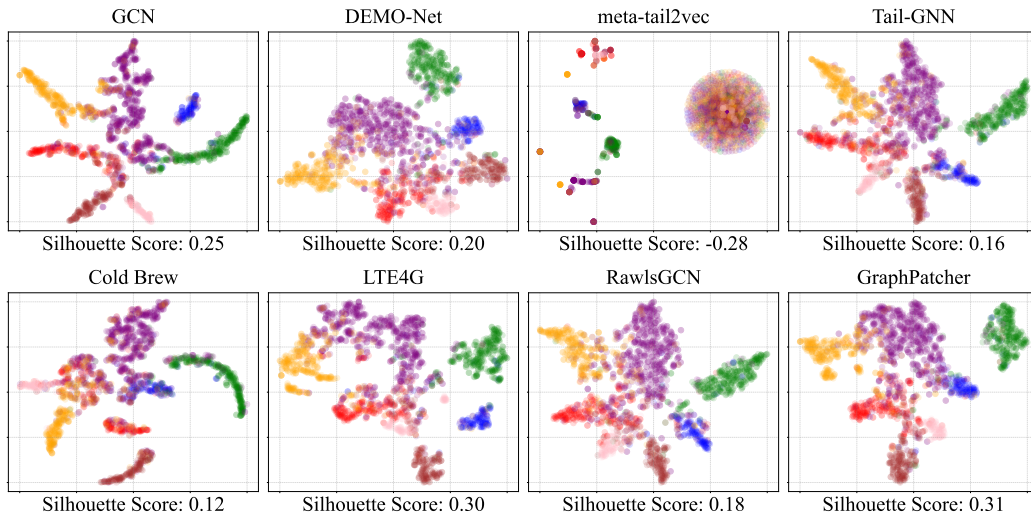 GCN
DEMO-Net
meta-tail2vec
Tail-GNN
Silhouette Score: 0.25
Silhouette Score: 0.20
Silhouette Score: -0.28
Silhouette Score: 0.16
Cold Brew
LTE4G
RawlsGCN
GraphPatcher
Silhouette Score: 0.12
Silhouette Score: 0.30
Silhouette Score: 0.18
Silhouette Score: 0.31